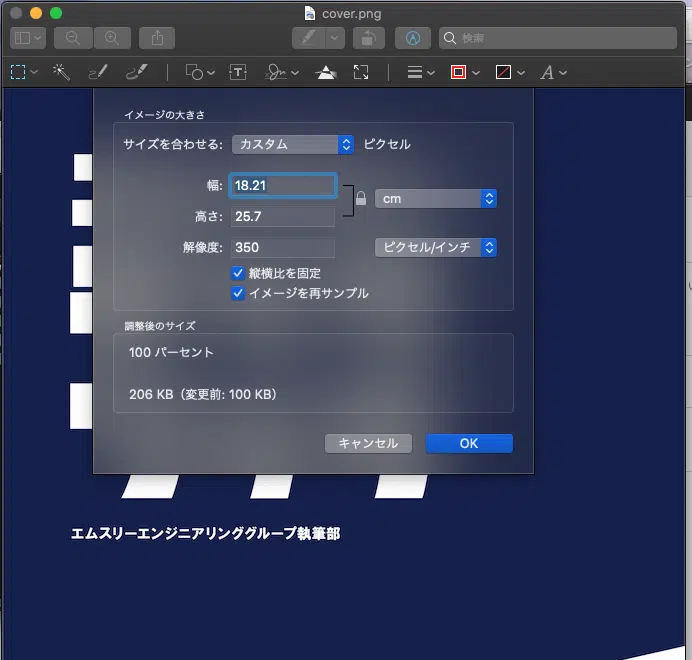 cover.png
検索
イメージの大きさ
サイズを合わせる: カスタム ピクセル
幅: 18.21
cm
高さ: 25.7
解像度: 350 ピクセル/インチ
縦横比を固定
イメージを再サンプル
調整後のサイズ
100 パーセント
206 KB（変更前: 100 KB）
キャンセル OK
エムスリーエンジニアリンググループ執筆部